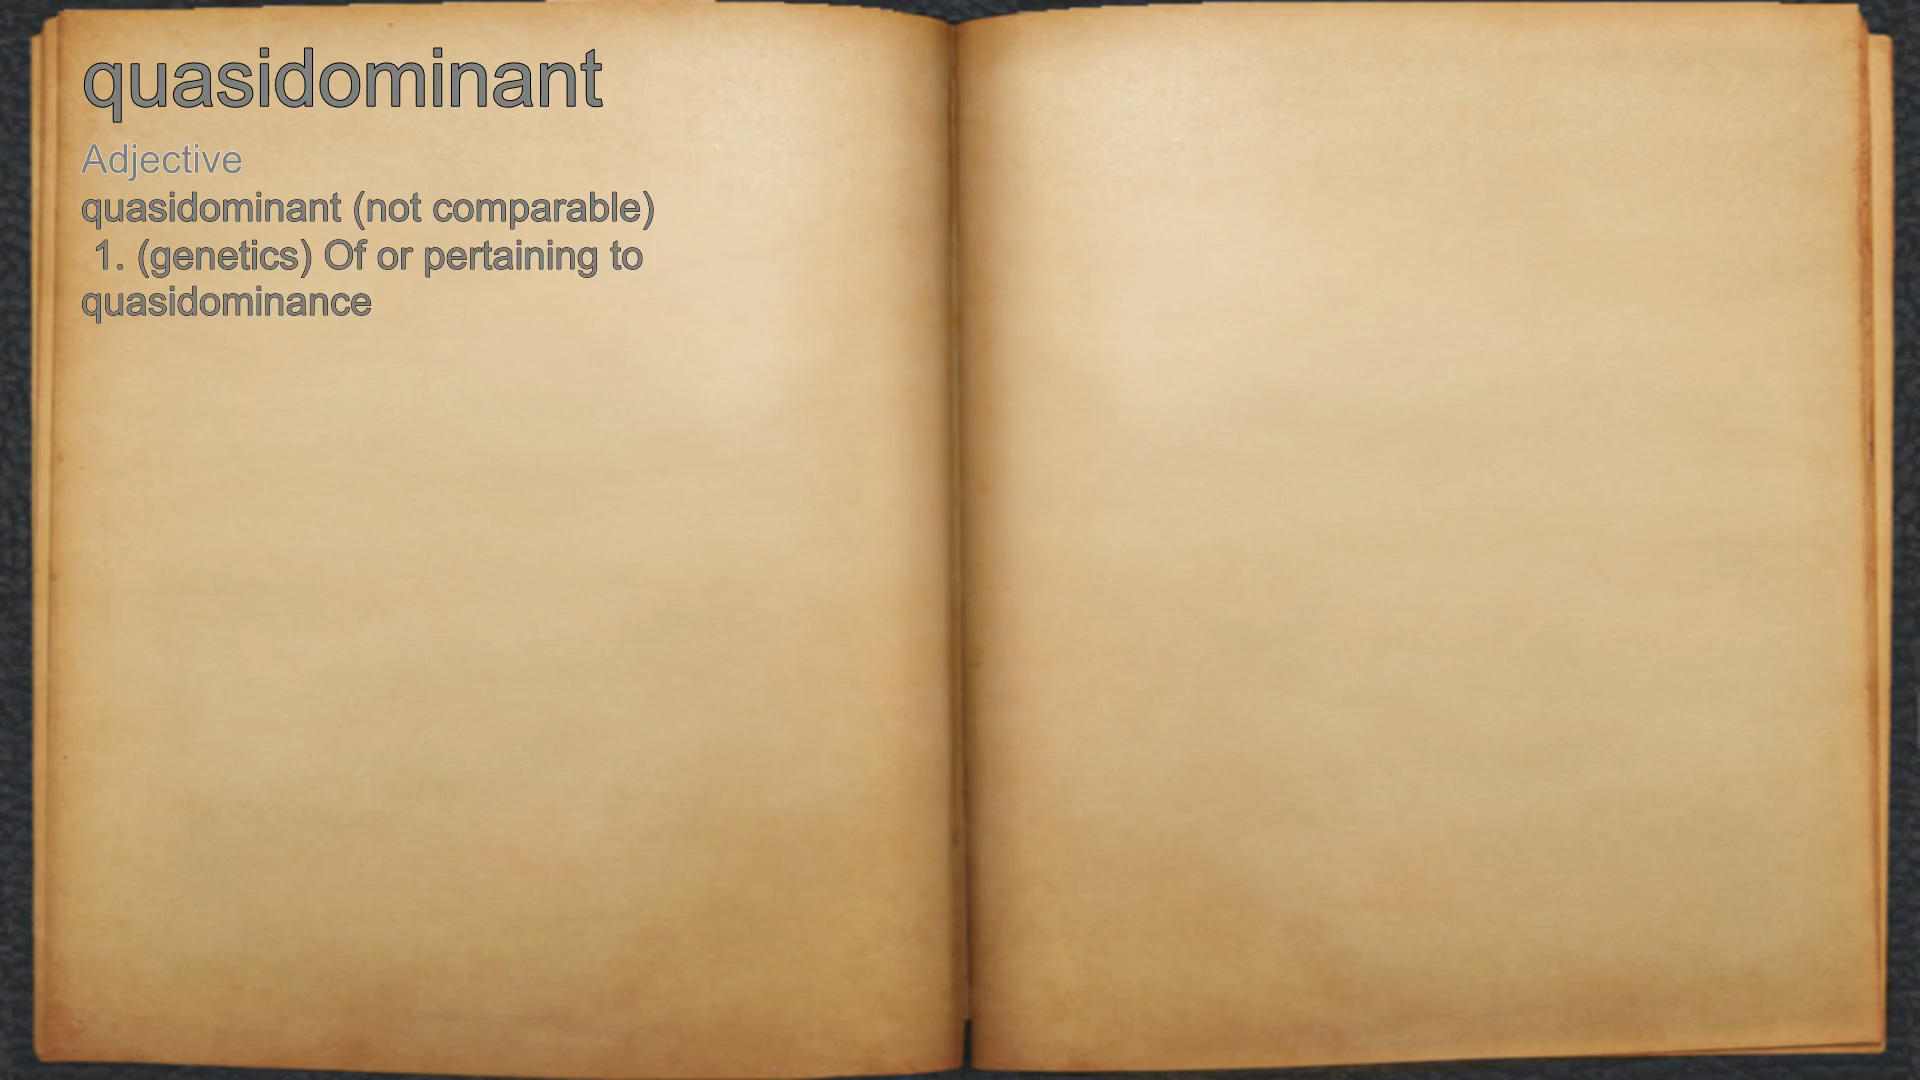 quasidominant
Adjective
quasidominant (not comparable)
1. (genetics) Of or pertaining to
quasidominance